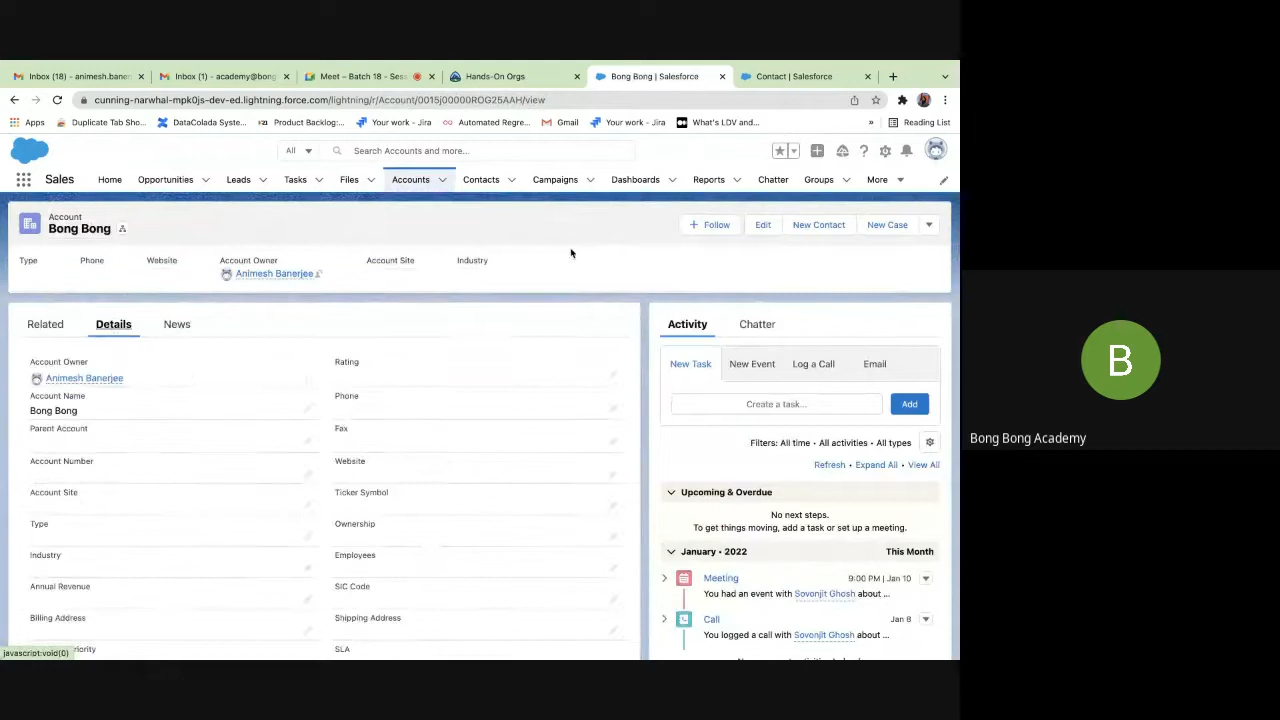 Inbox (18) - animesh.baner
Inbox (1) - academy@bong
Meet – Batch 18 - Sess
Hands-On Orgs
Bong Bong | Salesforce
Contact | Salesforce
cunning-narwhal-mpk0js-dev-ed.lightning.force.com/lightning/r/Account/0015j00000ROG25AAH/view
Apps
Duplicate Tab Sho...
DataColada Syste...
Product Backlog:...
Your work - Jira
Automated Regre...
Gmail
Your work - Jira
What's LDV and...
»
Reading List
All
Search Accounts and more...
Sales
Home
Opportunities
Leads
Tasks
Files
Accounts
Contacts
Campaigns
Dashboards
Reports
Chatter
Groups
More
Account
Bong Bong
+ Follow
Edit
New Contact
New Case
Type
Phone
Website
Account Owner
Account Site
Industry
Animesh Banerjee
Related
Details
News
Account Owner
Animesh Banerjee
Rating
Account Name
Bong Bong
Phone
Parent Account
Fax
Account Number
Website
Account Site
Ticker Symbol
Type
Ownership
Industry
Employees
Annual Revenue
SIC Code
Billing Address
Shipping Address
SLA
javascript:void(0)
Activity
Chatter
New Task
New Event
Log a Call
Email
Create a task...
Add
Filters: All time • All activities • All types
Refresh • Expand All • View All
Upcoming & Overdue
No next steps.
To get things moving, add a task or set up a meeting.
January • 2022
This Month
Meeting
9:00 PM | Jan 10
You had an event with Sovonjit Ghosh about ...
Call
Jan 8
You logged a call with Sovonjit Ghosh about ...
B
Bong Bong Academy